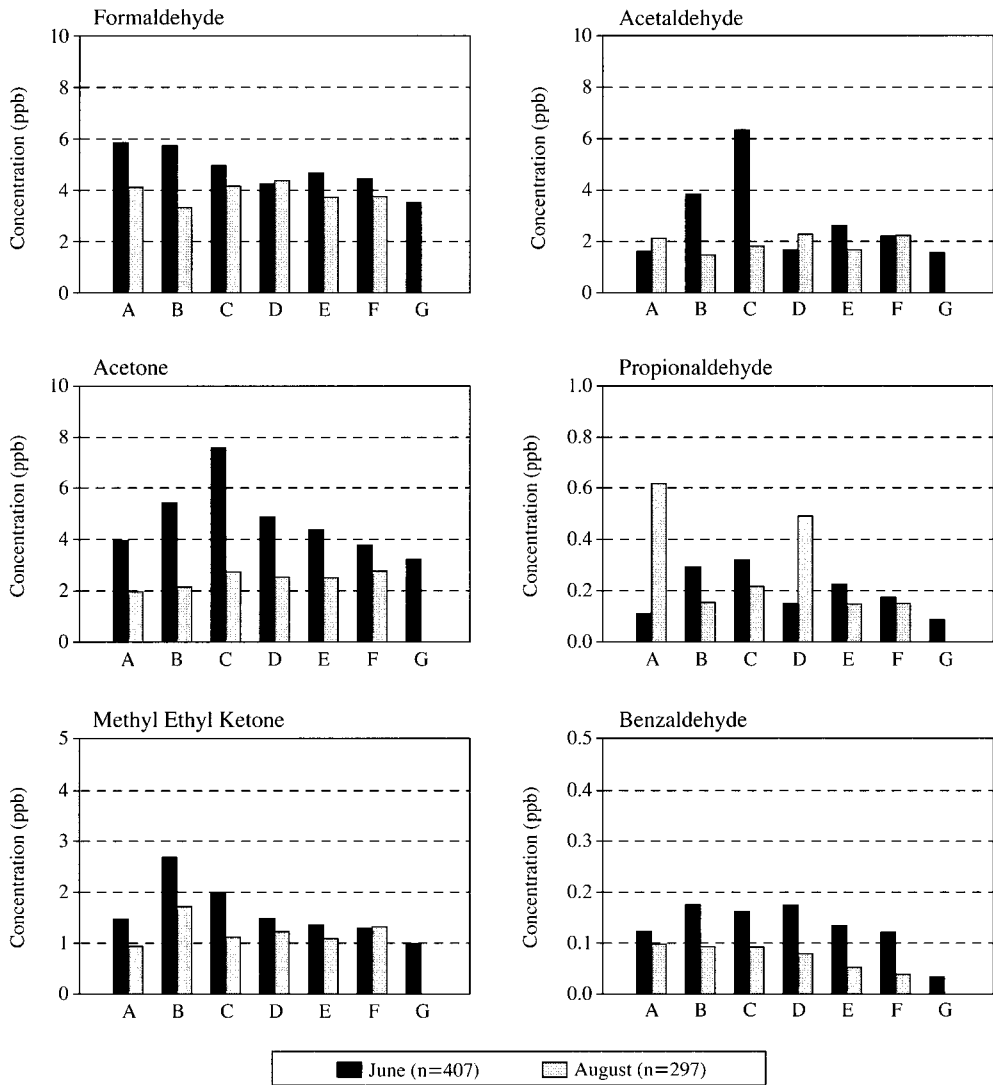 Formaldehyde
Concentration (ppb)
10
8
6
4
2
0
A B C D E F G
Acetaldehyde
Concentration (ppb)
10
8
6
4
2
0
A B C D E F G
Acetone
Concentration (ppb)
10
8
6
4
2
0
A B C D E F G
Propionaldehyde
Concentration (ppb)
1.0
0.8
0.6
0.4
0.2
0.0
A B C D E F G
Methyl Ethyl Ketone
Concentration (ppb)
5
4
3
2
1
0
A B C D E F G
Benzaldehyde
Concentration (ppb)
0.5
0.4
0.3
0.2
0.1
0.0
A B C D E F G
June (n=407) August (n=297)